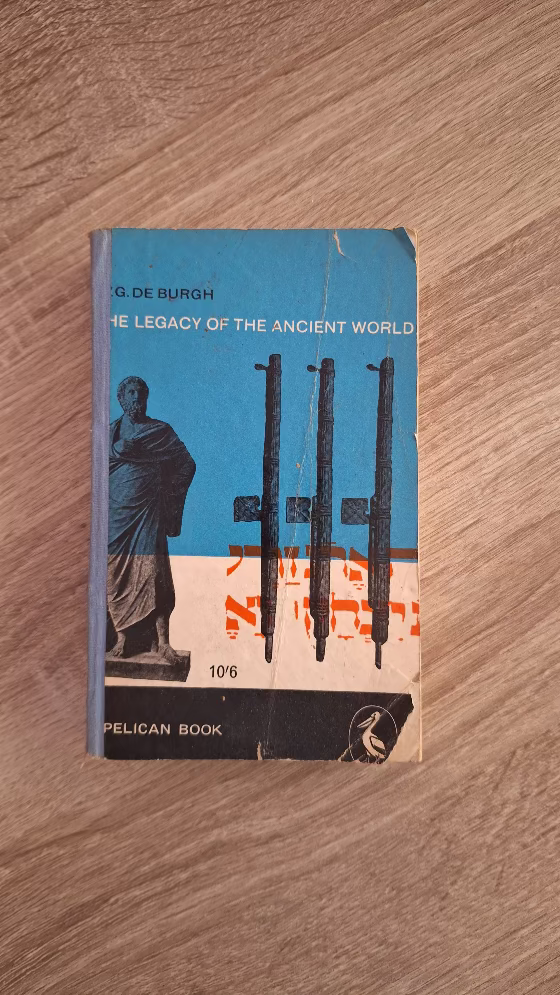 .G. DE BURGH
HE LEGACY OF THE ANCIENT WORLD
10/6
PELICAN BOOK